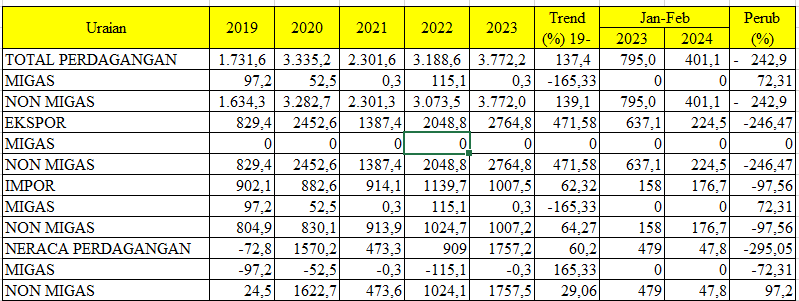 Uraian 2019 2020 2021 2022 2023 Trend (%) 19- Jan-Feb Perub (%)
2023 2024
TOTAL PERDAGANGAN 1.731,6 3.335,2 2.301,6 3.188,6 3.772,2 137,4 795,0 401,1 - 242,9
MIGAS 97,2 52,5 0,3 115,1 0,3 -165,33 0 0 72,31
NON MIGAS 1.634,3 3.282,7 2.301,3 3.073,5 3.772,0 139,1 795,0 401,1 - 242,9
EKSPOR 829,4 2452,6 1387,4 2048,8 2764,8 471,58 637,1 224,5 -246,47
MIGAS 0 0 0 0 0 0 0 0 0
NON MIGAS 829,4 2452,6 1387,4 2048,8 2764,8 471,58 637,1 224,5 -246,47
IMPOR 902,1 882,6 914,1 1139,7 1007,5 62,32 158 176,7 -97,56
MIGAS 97,2 52,5 0,3 115,1 0,3 -165,33 0 0 72,31
NON MIGAS 804,9 830,1 913,9 1024,7 1007,2 64,27 158 176,7 -97,56
NERACA PERDAGANGAN -72,8 1570,2 473,3 909 1757,2 60,2 479 47,8 -295,05
MIGAS -97,2 -52,5 -0,3 -115,1 -0,3 165,33 0 0 -72,31
NON MIGAS 24,5 1622,7 473,6 1024,1 1757,5 29,06 479 47,8 97,2